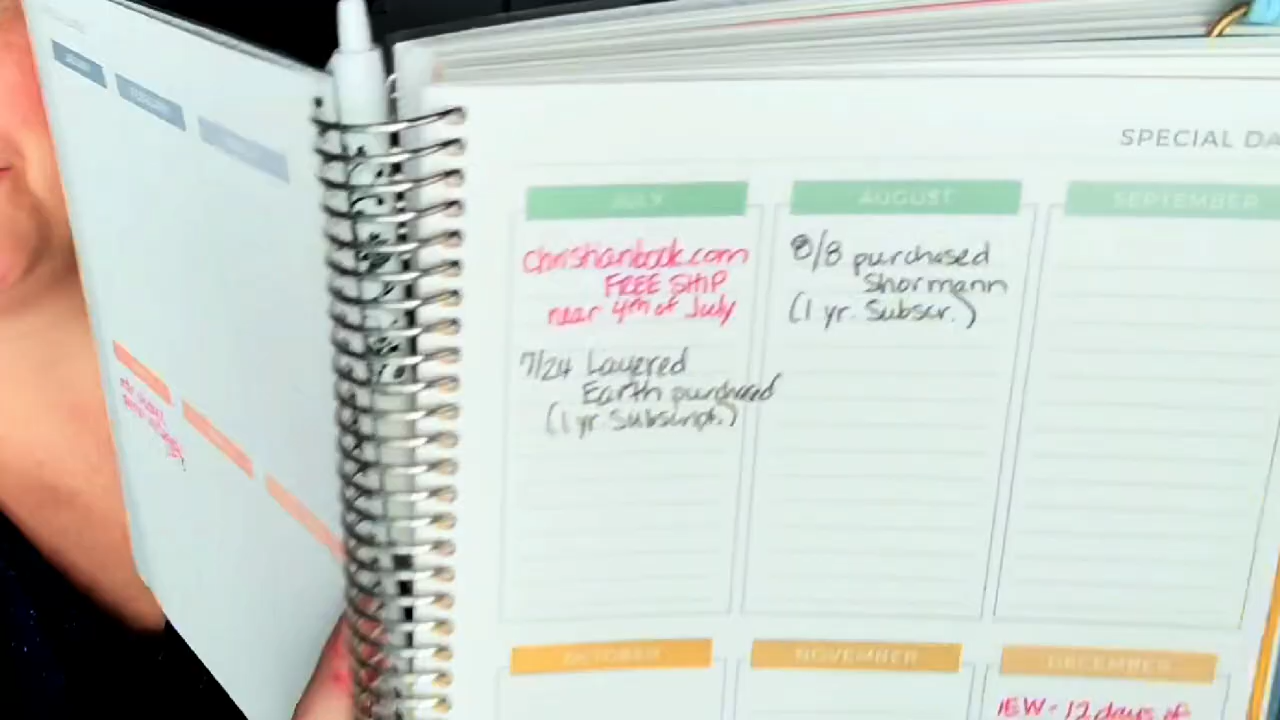 SPECIAL DA
JULY
christianbook.com
FREE SHIP
near 4th of July
7/24 Layered
Earth purchased
(1 yr. Subscript.)
AUGUST
8/8 purchased
Shormann
(1 yr. Subscr.)
SEPTEMBER
OCTOBER
NOVEMBER
DECEMBER
IEW - 12 days of